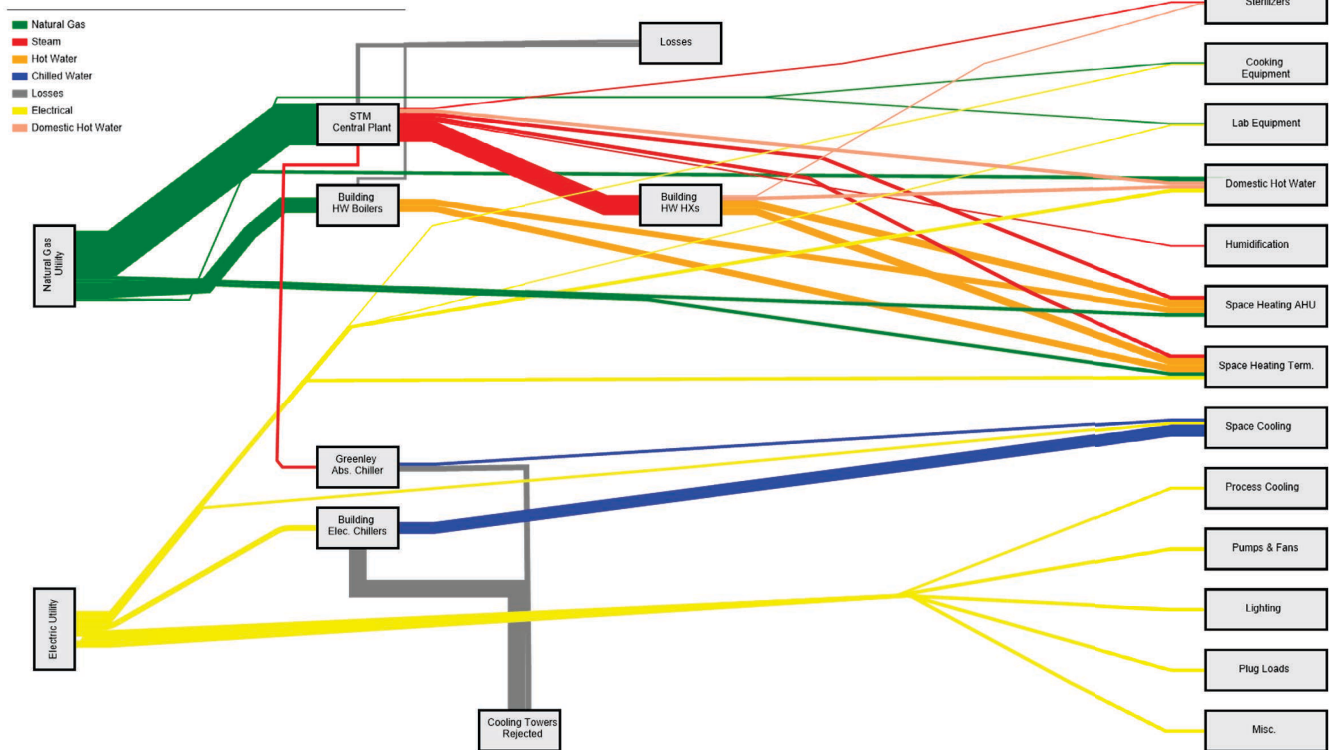 Natural Gas
Steam
Hot Water
Chilled Water
Losses
Electrical
Domestic Hot Water
Losses
STM
Central Plant
Building
HW Boilers
Building
HW HXs
Natural Gas
Utility
Greenley
Abs. Chiller
Building
Elec. Chillers
Electric Utility
Cooling Towers
Rejected
Sterilizers
Cooking
Equipment
Lab Equipment
Domestic Hot Water
Humidification
Space Heating AHU
Space Heating Term.
Space Cooling
Process Cooling
Pumps & Fans
Lighting
Plug Loads
Misc.